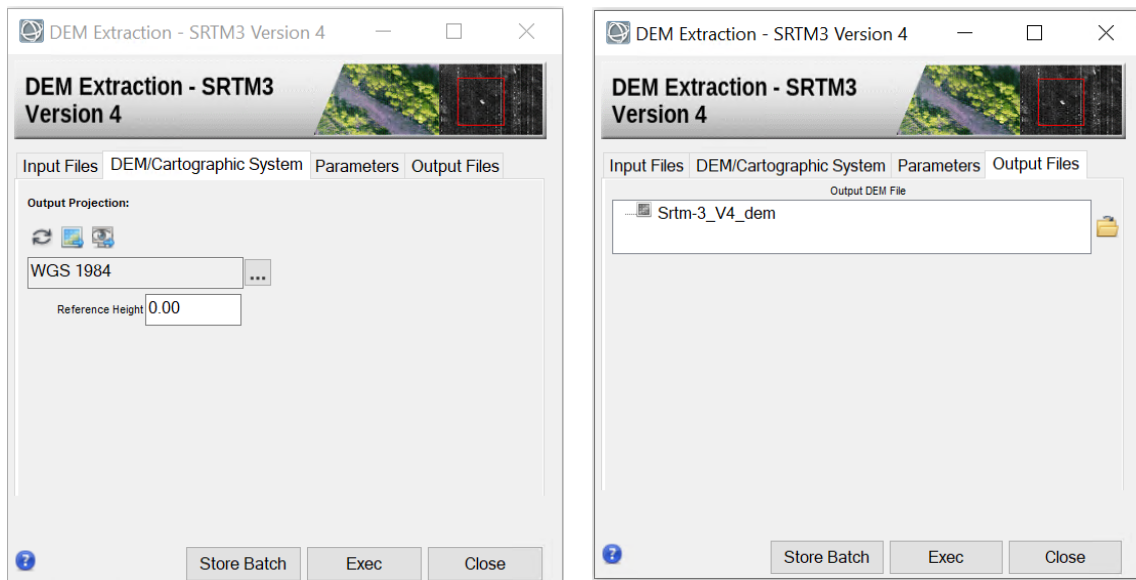 DEM Extraction - SRTM3 Version 4
DEM Extraction - SRTM3
Version 4
Input Files DEM/Cartographic System Parameters Output Files
Output Projection:
WGS 1984
...
Reference Height 0.00
?
Store Batch Exec Close
DEM Extraction - SRTM3 Version 4
DEM Extraction - SRTM3
Version 4
Input Files DEM/Cartographic System Parameters Output Files
Output DEM File
Srtm-3_V4_dem
?
Store Batch Exec Close